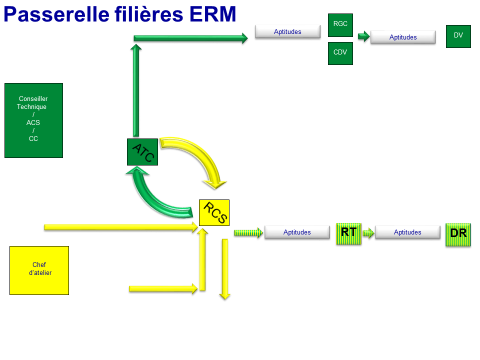 Passerelle filières ERM
Aptitudes
RGC
CDV
Aptitudes
DV
Conseiller
Technique
/
ACS
/
CC
ATC
RCS
Aptitudes
RT
Aptitudes
DR
Chef
d'atelier